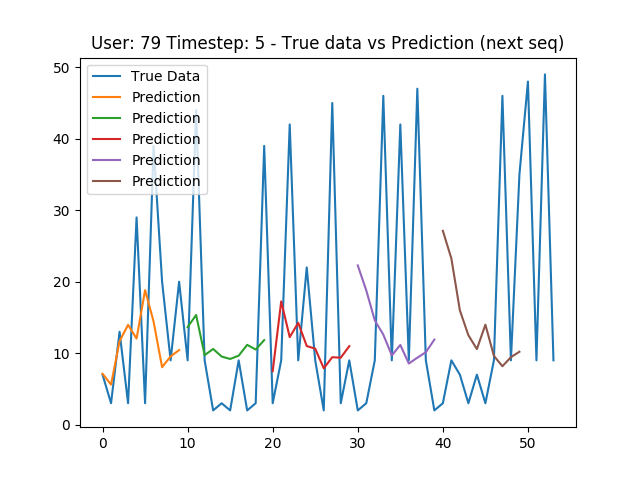 User: 79 Timestep: 5 - True data vs Prediction (next seq)
50
40
30
20
10
0
True Data
Prediction
Prediction
Prediction
Prediction
Prediction
0 10 20 30 40 50